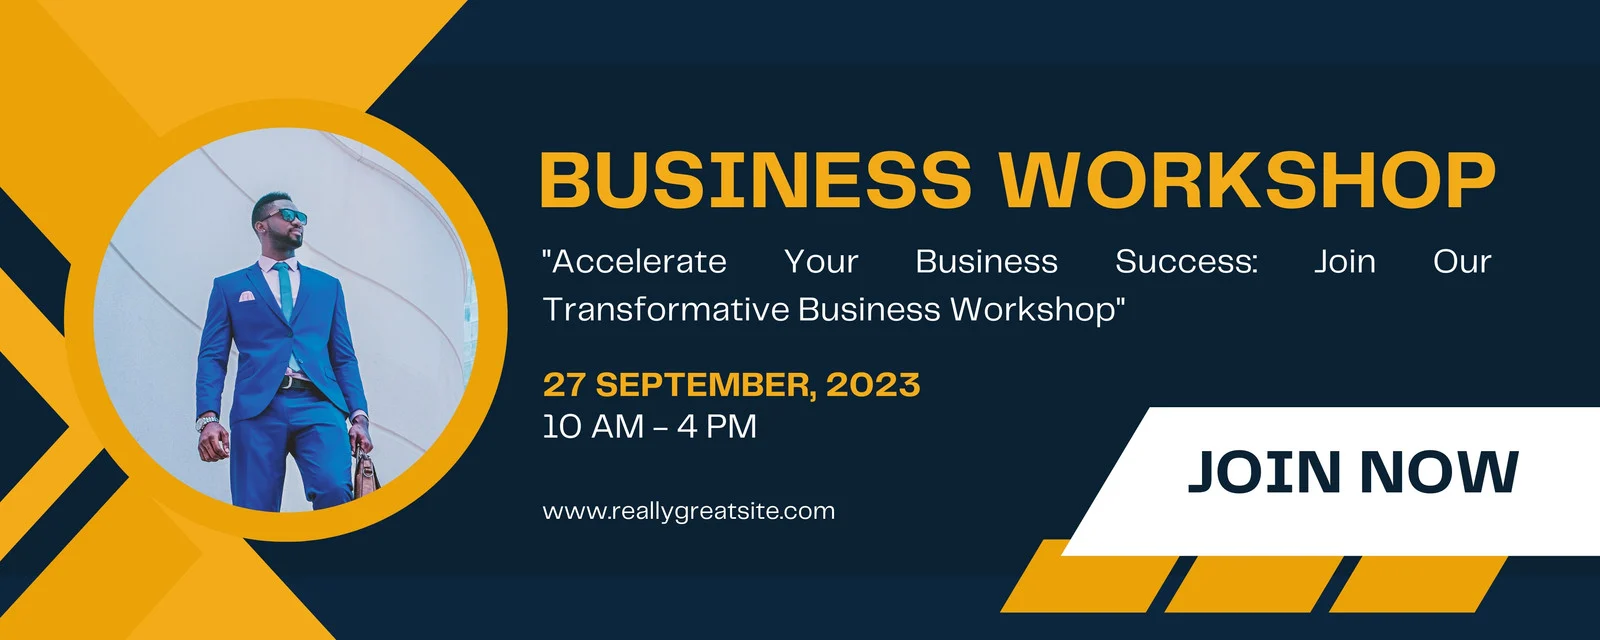 BUSINESS WORKSHOP
"Accelerate Your Business Success: Join Our
Transformative Business Workshop"
27 SEPTEMBER, 2023
10 AM – 4 PM
www.reallygreatsite.com
JOIN NOW